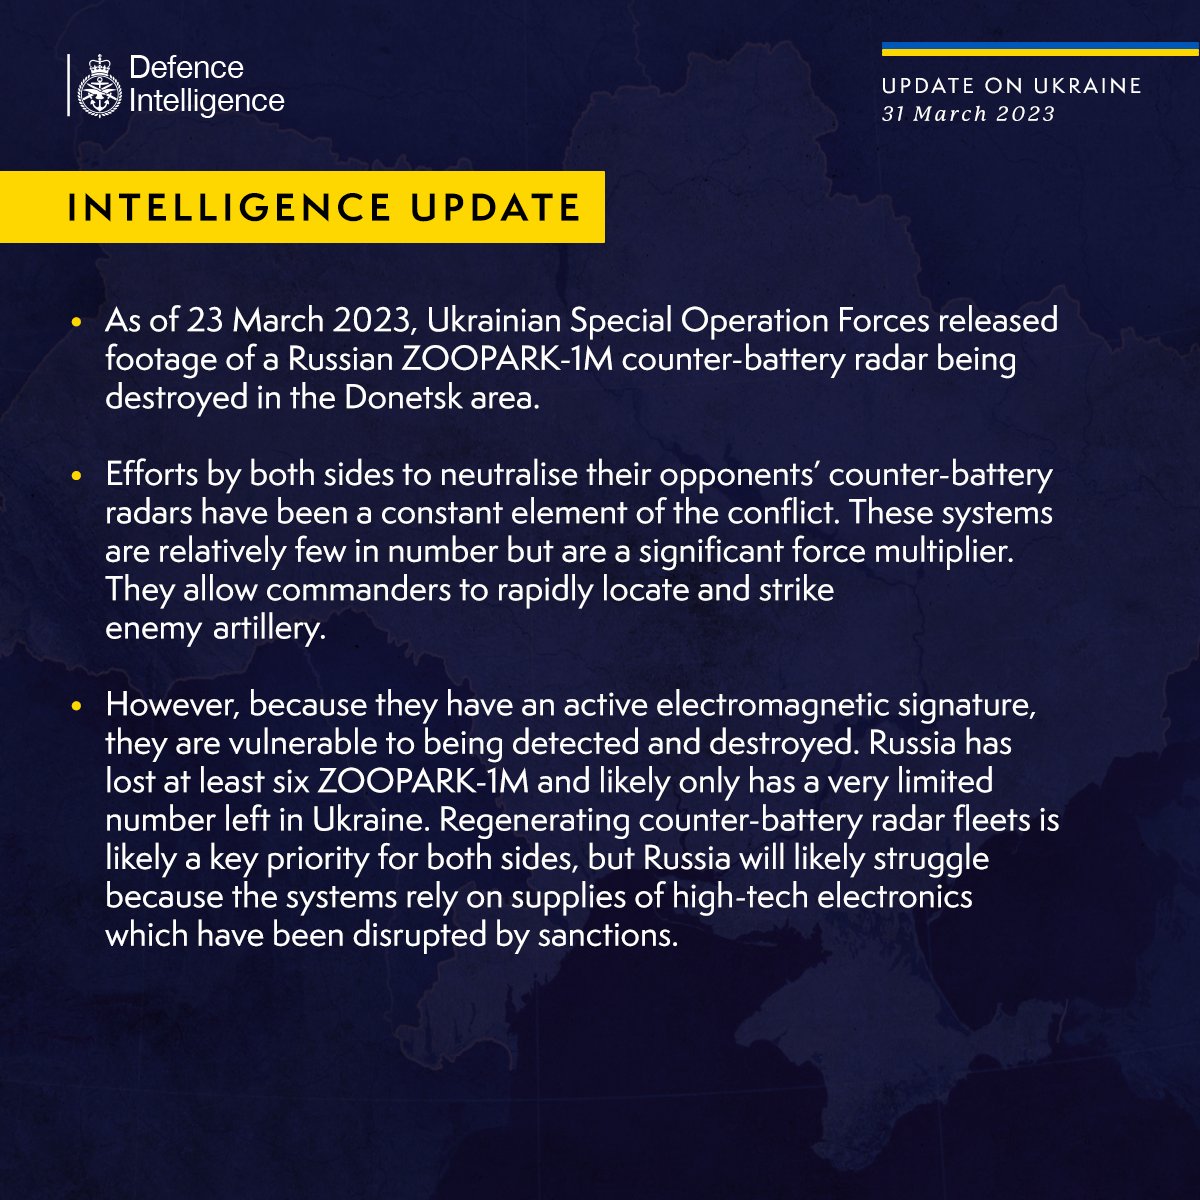 Defence
Intelligence
UPDATE ON UKRAINE
31 March 2023
INTELLIGENCE UPDATE
• As of 23 March 2023, Ukrainian Special Operation Forces released
footage of a Russian ZOOPARK-1M counter-battery radar being
destroyed in the Donetsk area.
• Efforts by both sides to neutralise their opponents’ counter-battery
radars have been a constant element of the conflict. These systems
are relatively few in number but are a significant force multiplier.
They allow commanders to rapidly locate and strike
enemy artillery.
• However, because they have an active electromagnetic signature,
they are vulnerable to being detected and destroyed. Russia has
lost at least six ZOOPARK-1M and likely only has a very limited
number left in Ukraine. Regenerating counter-battery radar fleets is
likely a key priority for both sides, but Russia will likely struggle
because the systems rely on supplies of high-tech electronics
which have been disrupted by sanctions.